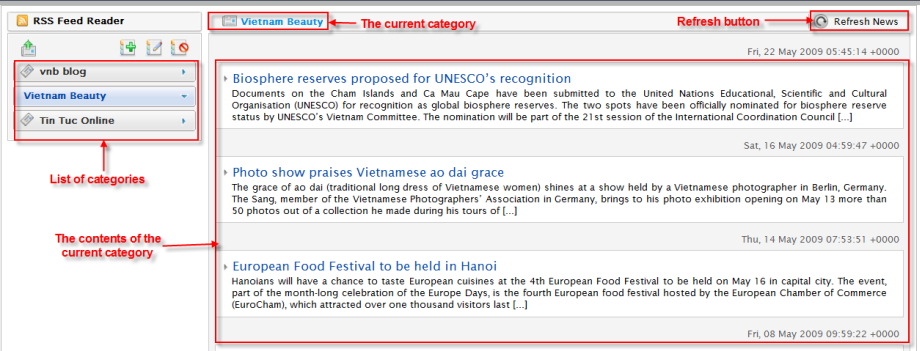 RSS Feed Reader
Vietnam Beauty
The current category
Refresh button
Refresh News
Fri, 22 May 2009 05:45:14 +0000
vnb blog
Vietnam Beauty
Tin Tuc Online
List of categories
Biosphere reserves proposed for UNESCO's recognition
Documents on the Cham Islands and Ca Mau Cape have been submitted to the United Nations Educational, Scientific and Cultural
Organisation (UNESCO) for recognition as global biosphere reserves. The two spots have been officially nominated for biosphere reserve
status by UNESCO's Vietnam Committee. The nomination will be part of the 21st session of the International Coordination Council [...]
Sat, 16 May 2009 04:59:47 +0000
Photo show praises Vietnamese ao dai grace
The grace of ao dai (traditional long dress of Vietnamese women) shines at a show held by a Vietnamese photographer in Berlin, Germany.
The Sang, member of the Vietnamese Photographers' Association in Germany, brings to his photo exhibition opening on May 13 more than
50 photos out of a collection he made during his tours of [...]
The contents of the
current category
Thu, 14 May 2009 07:53:51 +0000
European Food Festival to be held in Hanoi
Hanoians will have a chance to taste European cuisines at the 4th European Food Festival to be held on May 16 in capital city. The event,
part of the month-long celebration of the Europe Days, is the fourth European food festival hosted by the European Chamber of Commerce
(EuroCham), which attracted over one thousand visitors last [...]
Fri, 08 May 2009 09:59:22 +0000